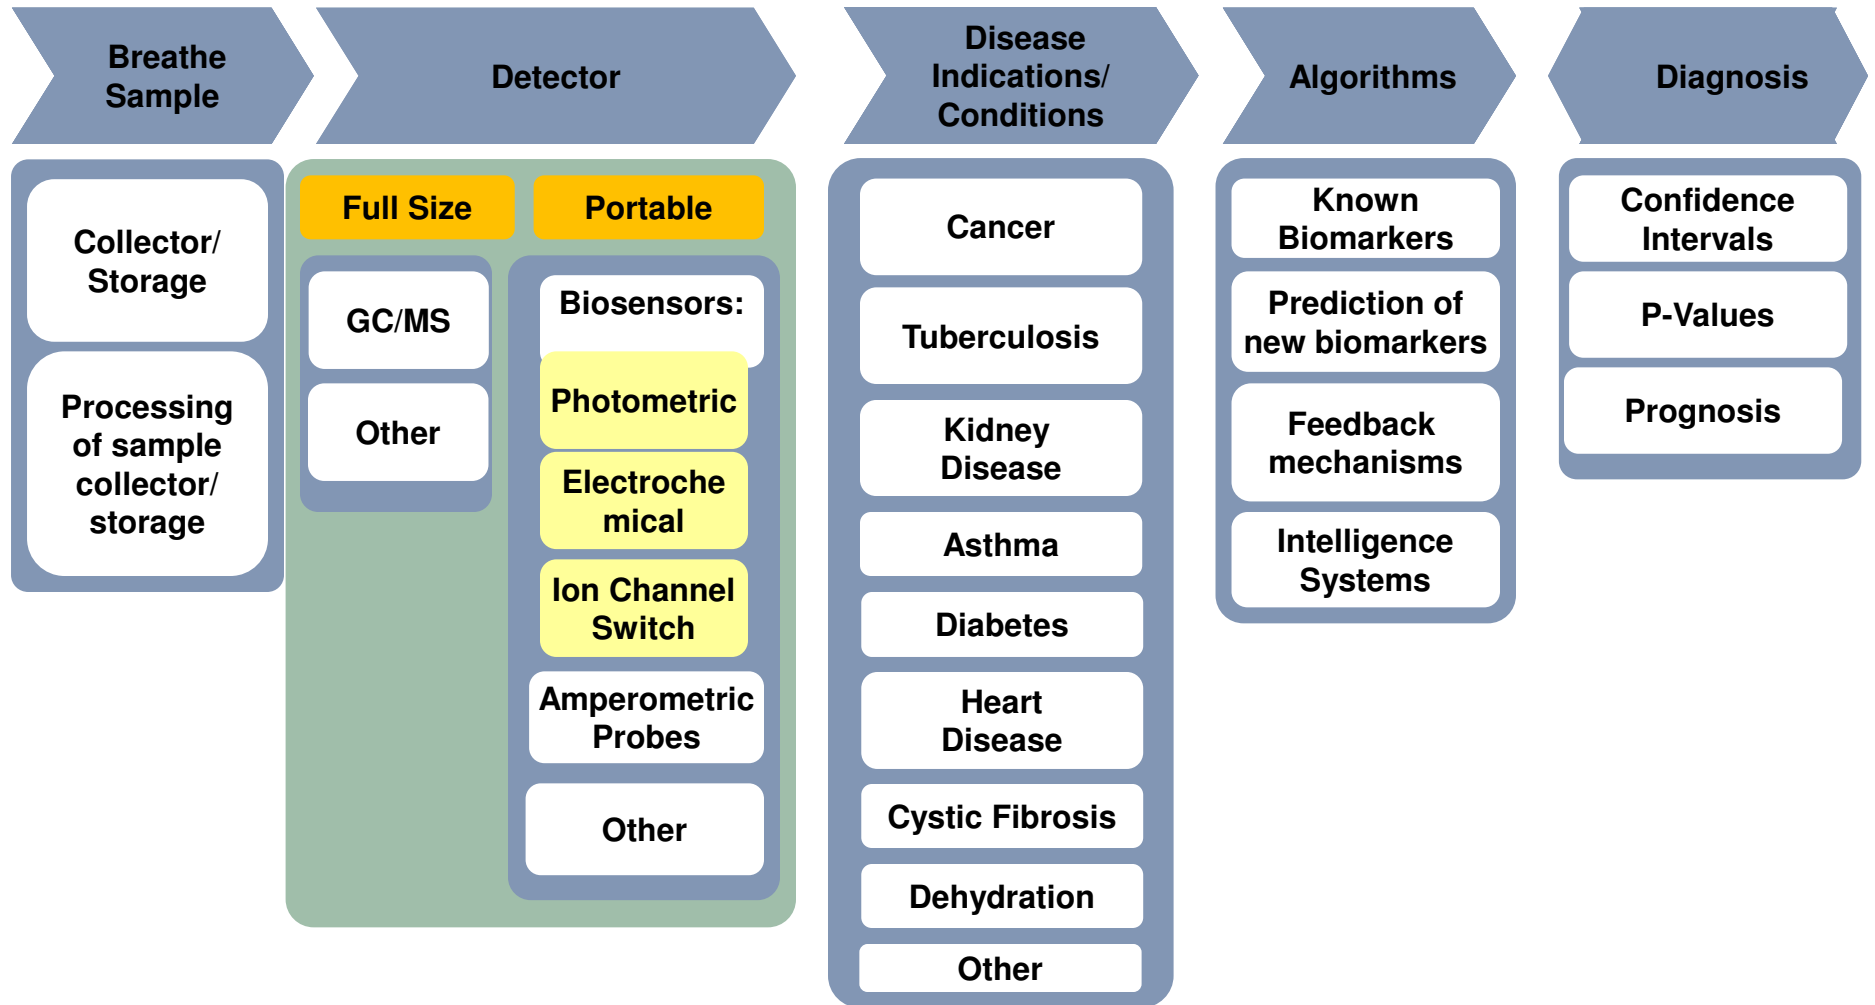 Breathe
Sample
Detector
Disease
Indications/
Conditions
Algorithms
Diagnosis
Collector/
Storage
Processing
of sample
collector/
storage
Full Size
Portable
GC/MS
Other
Biosensors:
Photometric
Electroche
mical
Ion Channel
Switch
Amperometric
Probes
Other
Cancer
Tuberculosis
Kidney
Disease
Asthma
Diabetes
Heart
Disease
Cystic Fibrosis
Dehydration
Other
Known
Biomarkers
Prediction of
new biomarkers
Feedback
mechanisms
Intelligence
Systems
Confidence
Intervals
P-Values
Prognosis